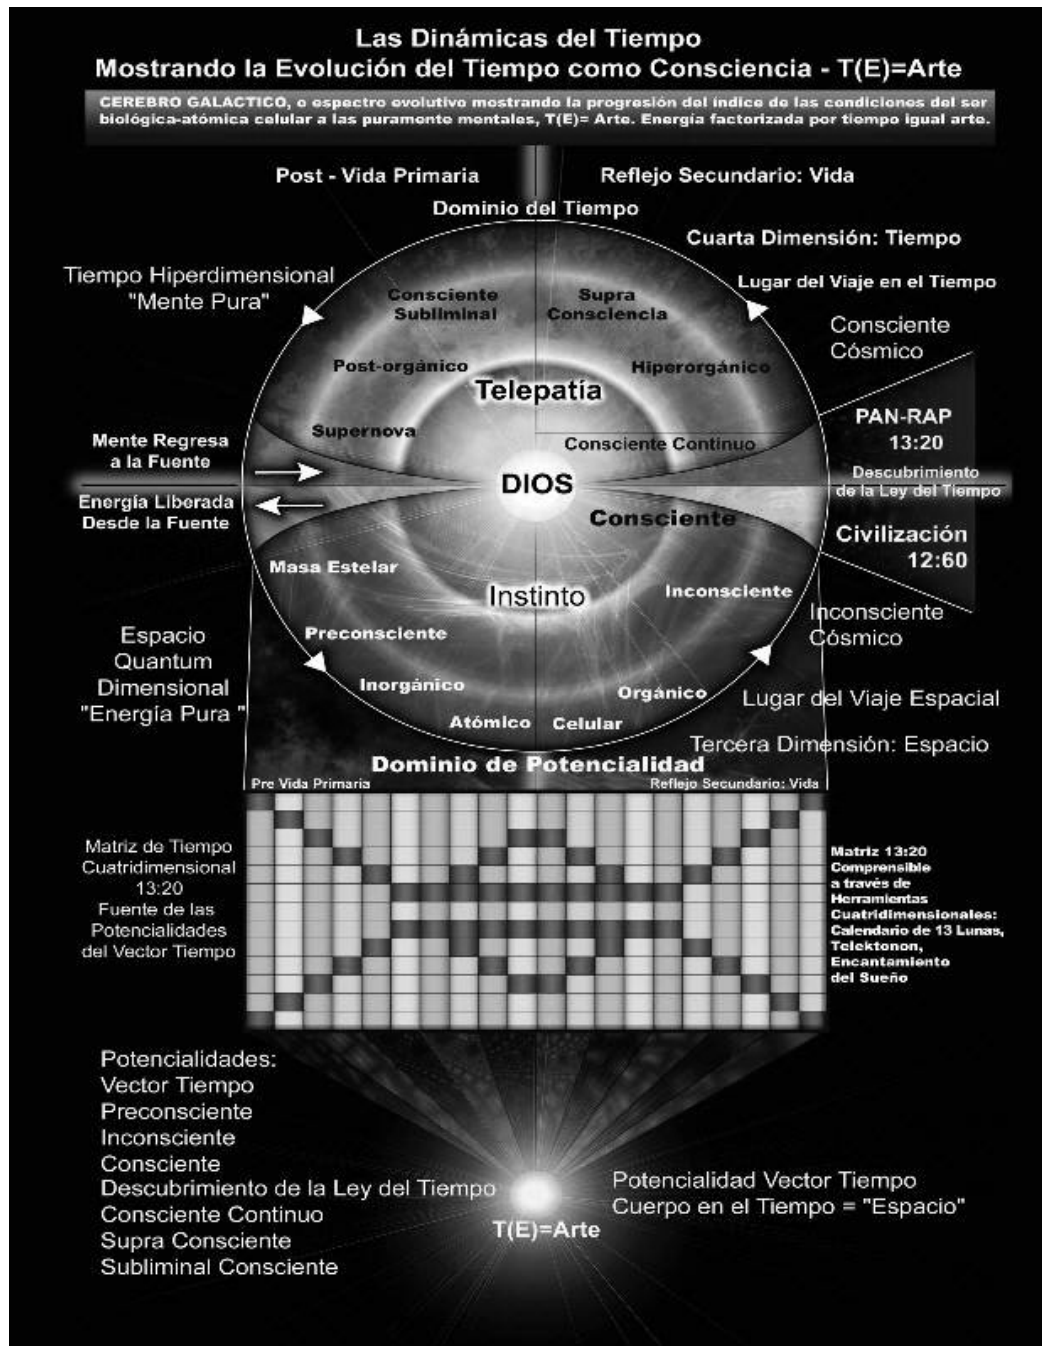 Las Dinámicas del Tiempo
Mostrando la Evolución del Tiempo como Consciencia - T(E)=Arte
CEREBRO GALACTICO, o espectro evolutivo mostrando la progresión del índice de las condiciones del ser
biológica-atómica celular a las puramente mentales, T(E)= Arte. Energía factorizada por tiempo igual arte.
Post - Vida Primaria
Reflejo Secundario: Vida
Dominio del Tiempo
Cuarta Dimensión: Tiempo
Tiempo Hiperdimensional
"Mente Pura"
Lugar del Viaje en el Tiempo
Consciente
Subliminal
Supra
Consciencia
Consciente
Cósmico
Post-orgánico
Hiperorgánico
Telepatía
Supernova
Consciente Contínuo
PAN-RAP
13:20
Mente Regresa
a la Fuente
Descubrimiento
de la Ley del Tiempo
DIOS
Energía Liberada
Desde la Fuente
Consciente
Civilización
12:60
Masa Estelar
Instinto
Inconsciente
Inconsciente
Cósmico
Preconsciente
Espacio
Quantum
Dimensional
"Energía Pura "
Inorgánico
Orgánico
Lugar del Viaje Espacial
Atómico
Celular
Tercera Dimensión: Espacio
Dominio de Potencialidad
Pre Vida Primaria
Reflejo Secundario: Vida
Matriz de Tiempo
Cuatridimensional
13:20
Fuente de las
Potencialidades
del Vector Tiempo
Matriz 13:20
Comprensible
a través de
Herramientas
Cuatridimensionales:
Calendario de 13 Lunas,
Telektonon,
Encantamiento
del Sueño
Potencialidades:
Vector Tiempo
Preconsciente
Inconsciente
Consciente
Descubrimiento de la Ley del Tiempo
Consciente Continuo
Supra Consciente
Subliminal Consciente
Potencialidad Vector Tiempo
Cuerpo en el Tiempo = "Espacio"
T(E)=Arte